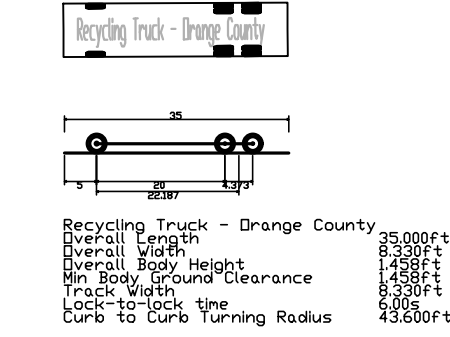 Recycling Truck - Orange County
35
5
20
4.373
22.187
Recycling Truck - Orange County
Overall Length 35.000ft
Overall Width 8.330ft
Overall Body Height 1.458ft
Min Body Ground Clearance 1.458ft
Track Width 8.330ft
Lock-to-lock time 6.00s
Curb to Curb Turning Radius 43.600ft